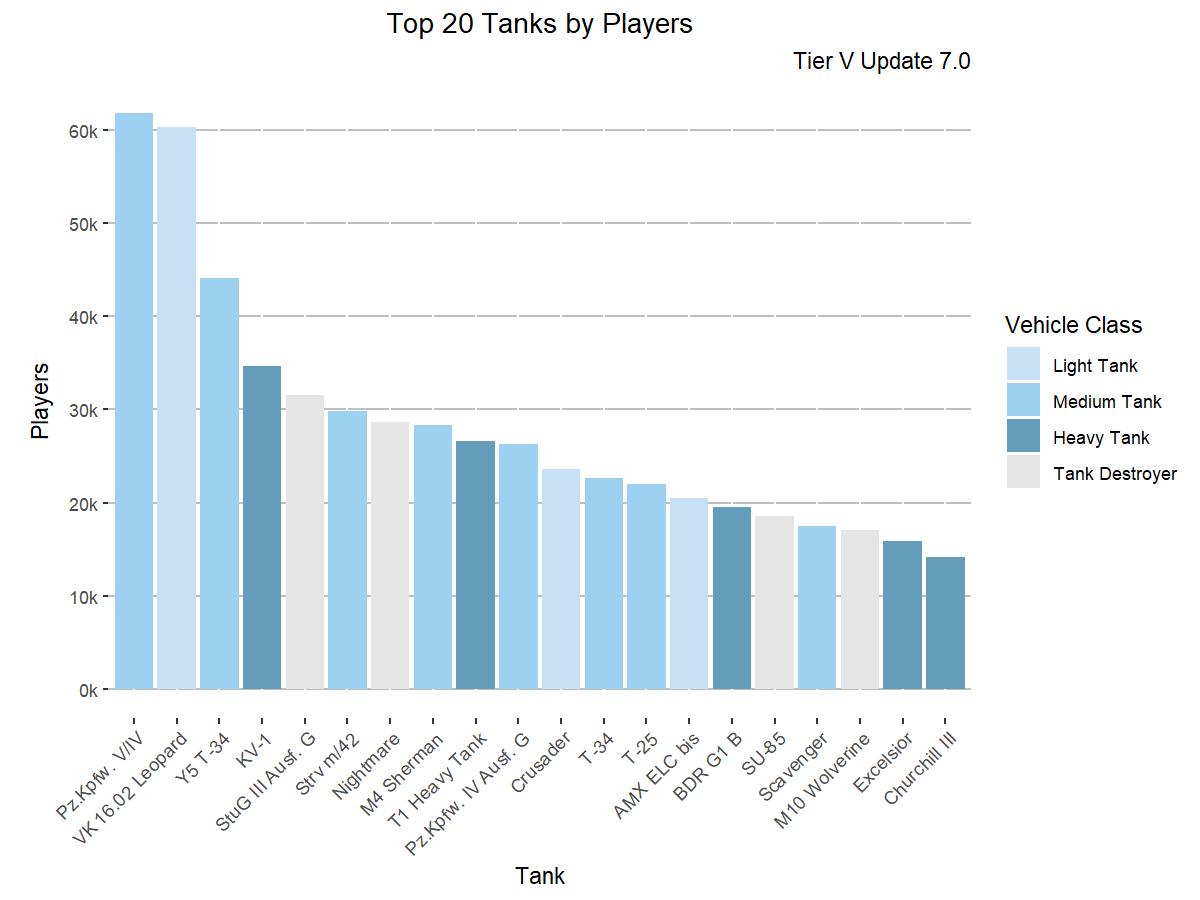 Top 20 Tanks by Players
Tier V Update 7.0
60k
50k
40k
30k
20k
10k
0k
Players
Pz.Kpfw. V/IV
VK 16.02 Leopard
Y5 T-34
KV-1
StuG III Ausf. G
Strv m/42
Nightmare
M4 Sherman
T1 Heavy Tank
Pz.Kpfw. IV Ausf. G
Crusader
T-34
T-25
AMX ELC bis
BDR G1 B
SU-85
Scavenger
M10 Wolverine
Excelsior
Churchill III
Tank
Vehicle Class
Light Tank
Medium Tank
Heavy Tank
Tank Destroyer